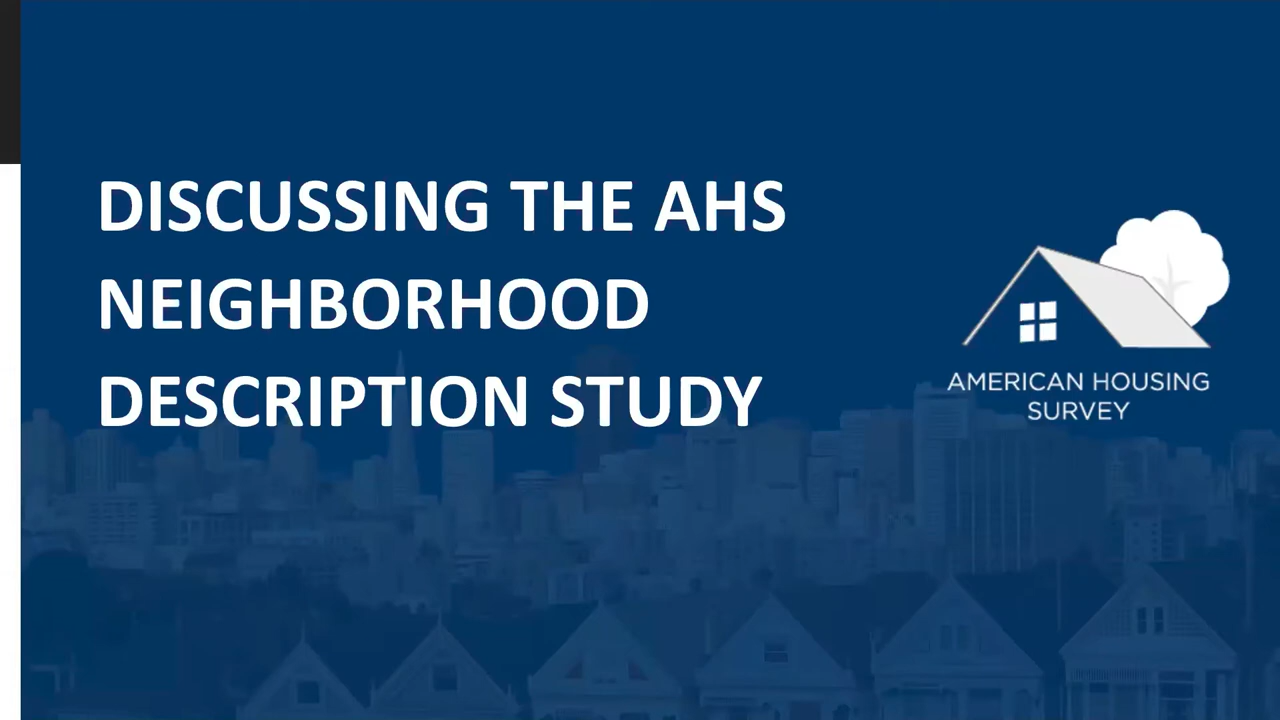 DISCUSSING THE AHS
NEIGHBORHOOD
DESCRIPTION STUDY
AMERICAN HOUSING
SURVEY